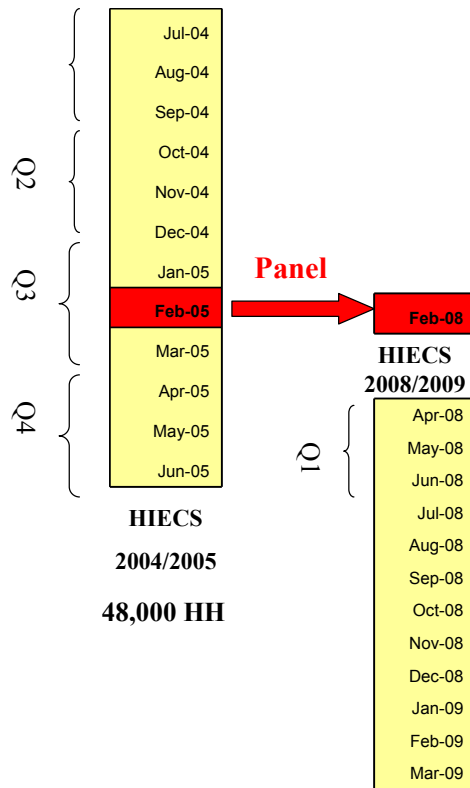 Jul-04
Aug-04
Sep-04
Q2
Oct-04
Nov-04
Dec-04
Q3
Jan-05
Feb-05
Mar-05
Q4
Apr-05
May-05
Jun-05
HIECS
2004/2005
48,000 HH
Panel
Feb-08
HIECS
2008/2009
Q1
Apr-08
May-08
Jun-08
Jul-08
Aug-08
Sep-08
Oct-08
Nov-08
Dec-08
Jan-09
Feb-09
Mar-09